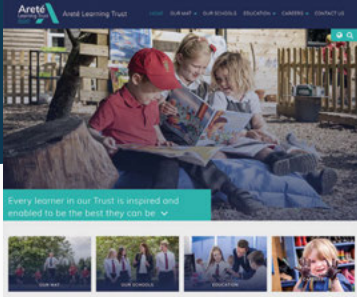 Areté
Learning Trust
Areté Learning Trust
HOME OUR MAT OUR SCHOOLS EDUCATION CAREERS CONTACT US
Every learner in our Trust is inspired and
enabled to be the best they can be
OUR MAT
OUR SCHOOLS
EDUCATION